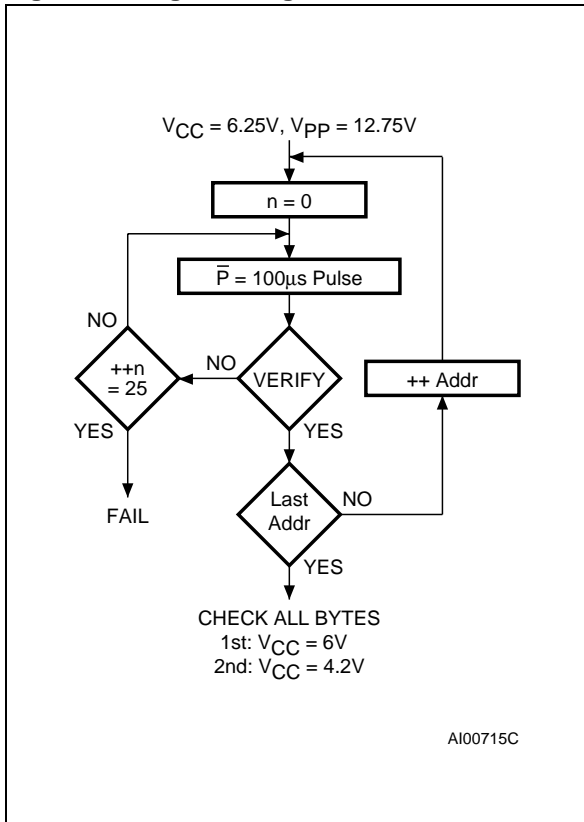 VCC = 6.25V, VPP = 12.75V
n = 0
P̅ = 100μs Pulse
NO
++n
= 25
NO
VERIFY
++ Addr
YES
YES
FAIL
Last
Addr
NO
YES
CHECK ALL BYTES
1st: VCC = 6V
2nd: VCC = 4.2V
AI00715C